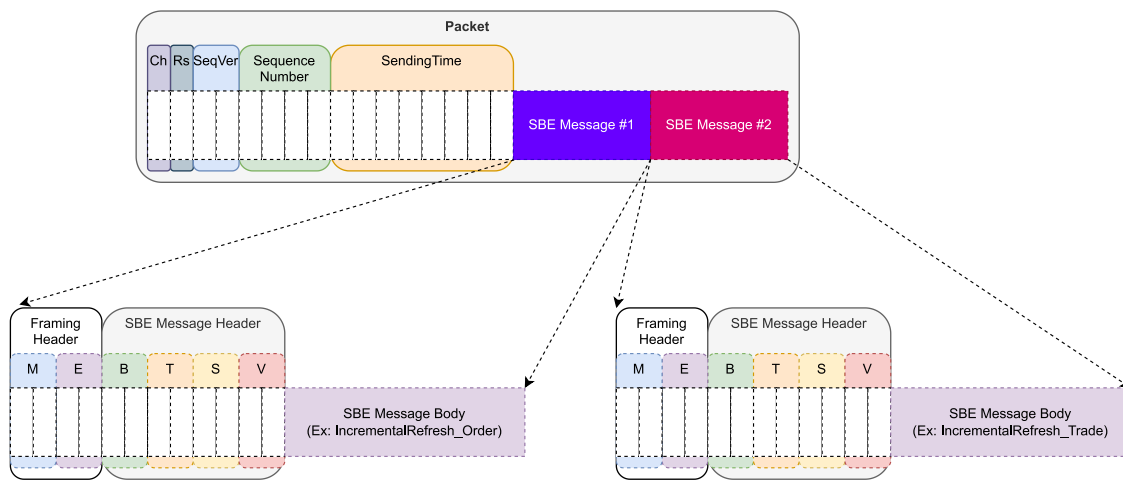 Packet
Ch Rs SeqVer Sequence SendingTime
Number
SBE Message #1 SBE Message #2
Framing SBE Message Header
Header
M E B T S V
SBE Message Body
(Ex: IncrementalRefresh_Order)
Framing SBE Message Header
Header
M E B T S V
SBE Message Body
(Ex: IncrementalRefresh_Trade)